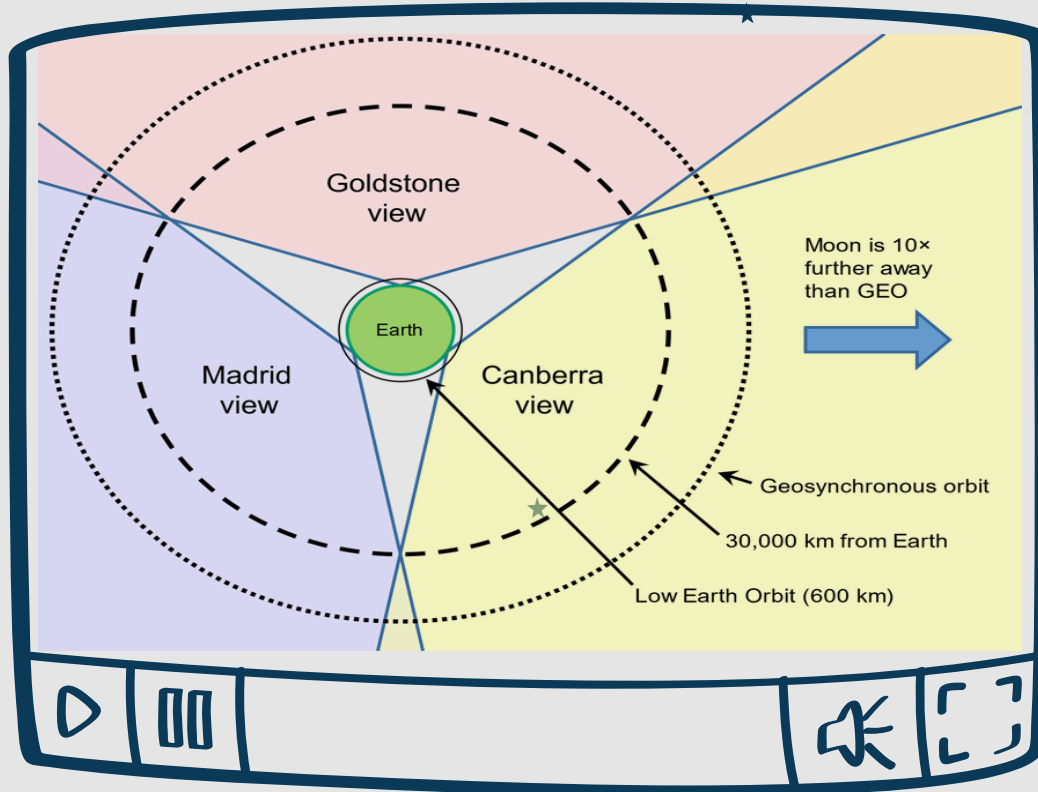 Goldstone
view
Moon is 10×
further away
than GEO
Earth
Madrid
view
Canberra
view
Geosynchronous orbit
30,000 km from Earth
Low Earth Orbit (600 km)